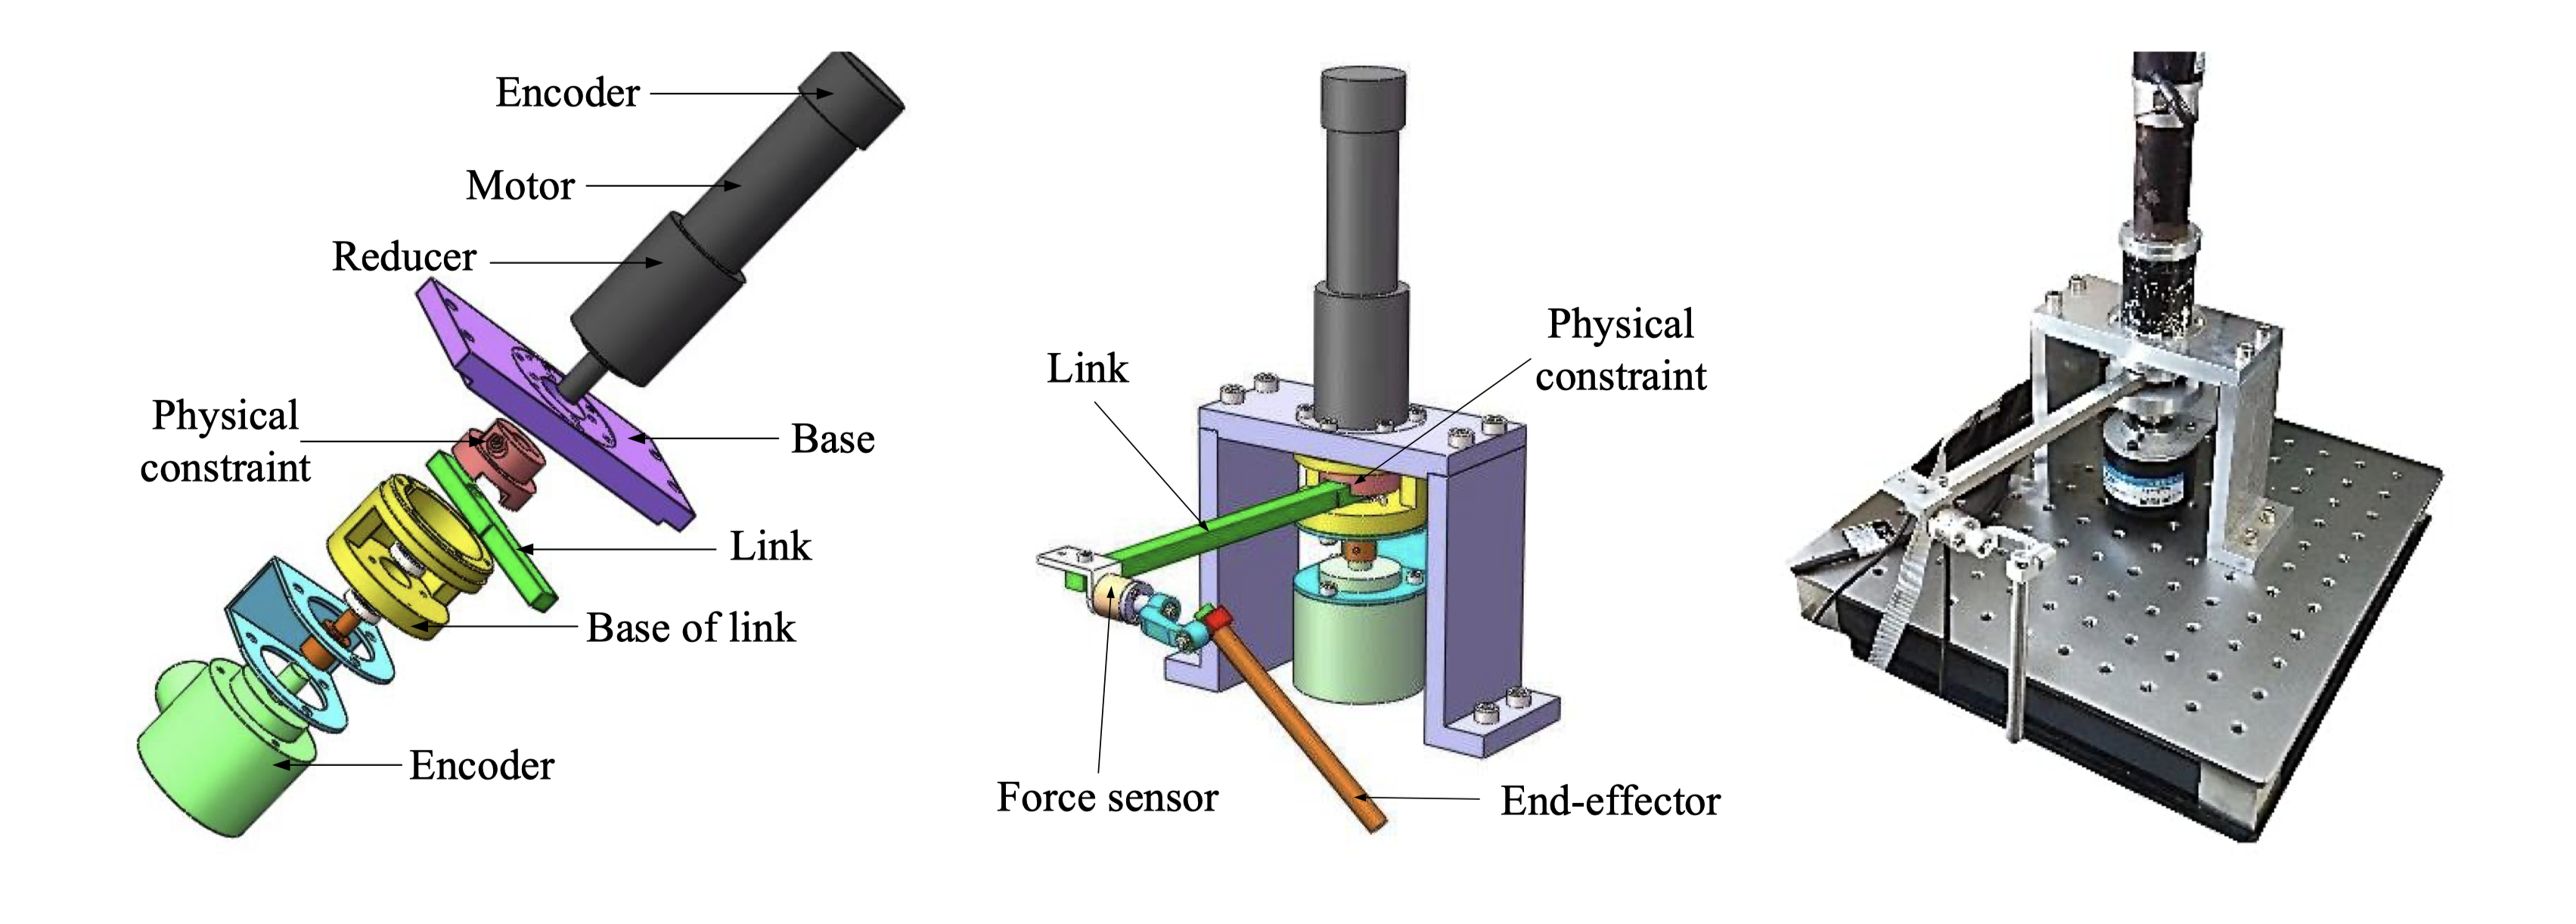 Encoder
Motor
Reducer
Physical
constraint
Base
Link
Base of link
Encoder
Link
Physical
constraint
Force sensor
End-effector